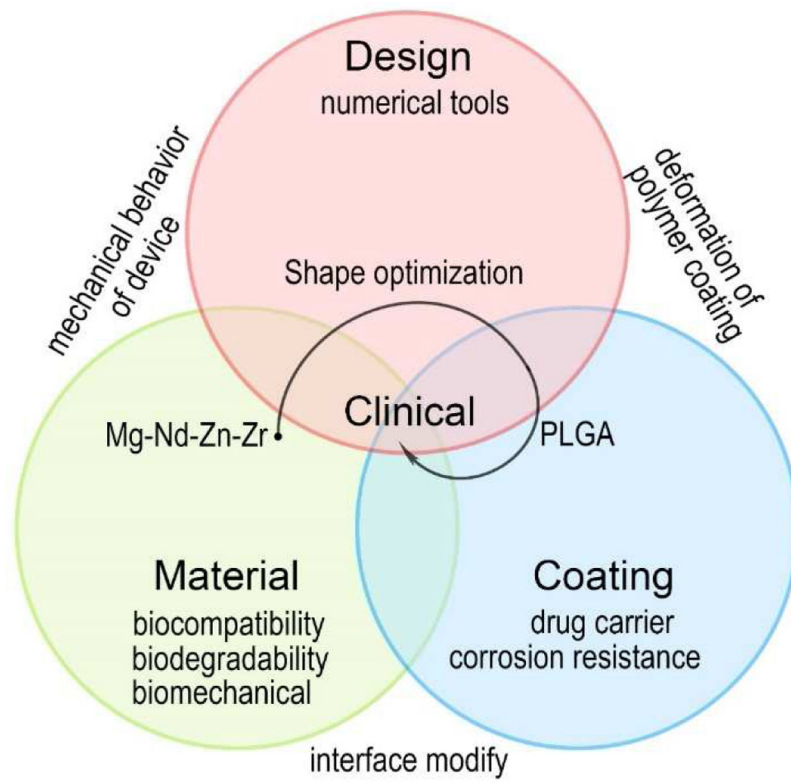 Design
numerical tools
mechanical behavior
of device
deformation of
polymer coating
Shape optimization
Clinical
Mg-Nd-Zn-Zr
PLGA
Material
biocompatibility
biodegradability
biomechanical
Coating
drug carrier
corrosion resistance
interface modify